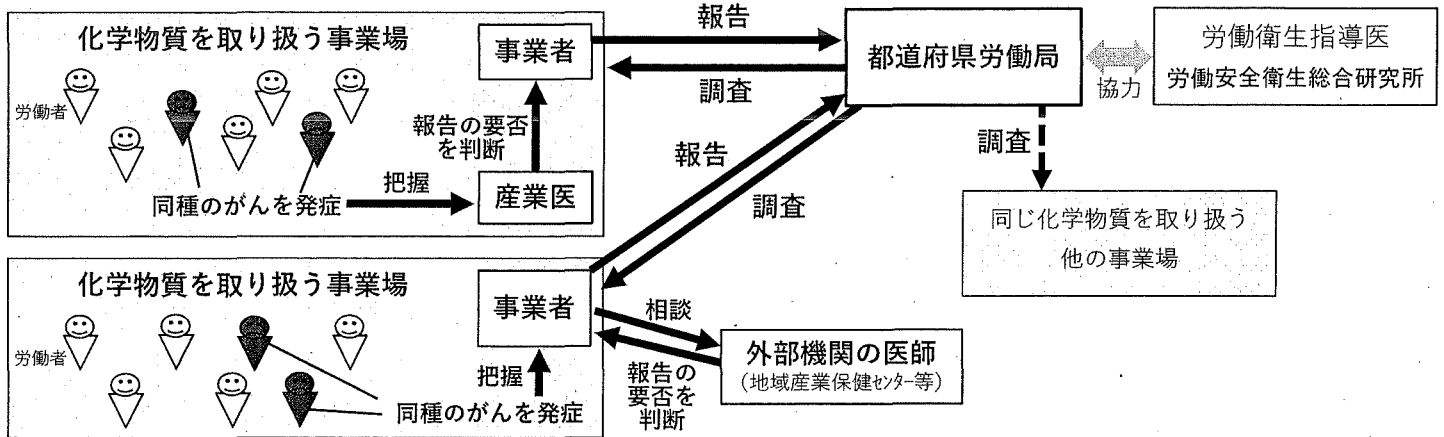 化学物質を取り扱う事業場
労働者
同種のがんを発症
把握
産業医
報告の要否
を判断
事業者
報告
調査
都道府県労働局
協力
労働衛生指導医
労働安全衛生総合研究所
調査
同じ化学物質を取り扱う
他の事業場
化学物質を取り扱う事業場
労働者
同種のがんを発症
把握
事業者
報告
調査
相談
報告の
要否を
判断
外部機関の医師
（地域産業保健ｾﾝﾀｰ等）